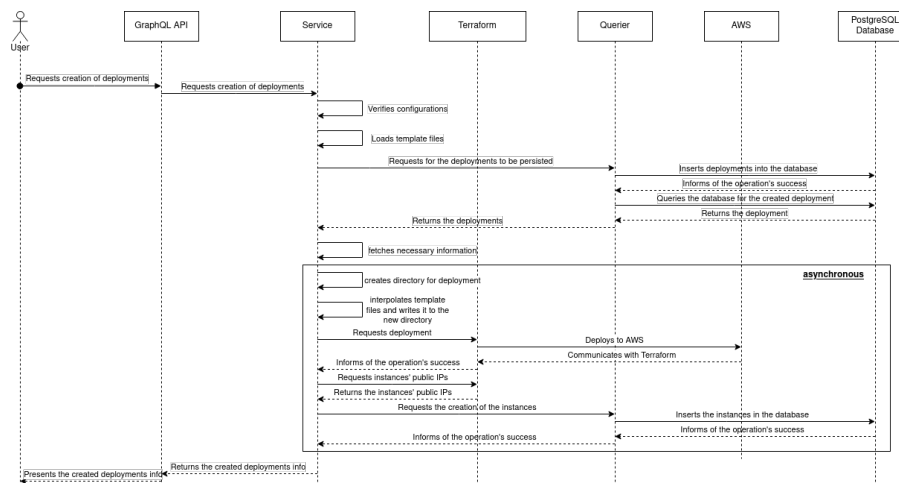 User
GraphQL API
Service
Terraform
Querier
AWS
PostgreSQL
Database
Requests creation of deployments
Requests creation of deployments
Verifies configurations
Loads template files
Requests for the deployments to be persisted
Inserts deployments into the database
Informs of the operation's success
Queries the database for the created deployment
Returns the deployment
Returns the deployments
fetches necessary information
asynchronous
creates directory for deployment
interpolates template
files and writes it to the
new directory
Requests deployment
Deploys to AWS
Communicates with Terraform
Informs of the operation's success
Requests instances' public IPs
Returns the instances' public IPs
Requests the creation of the instances
Inserts the instances in the database
Informs of the operation's success
Informs of the operation's success
Returns the created deployments info
Presents the created deployments info